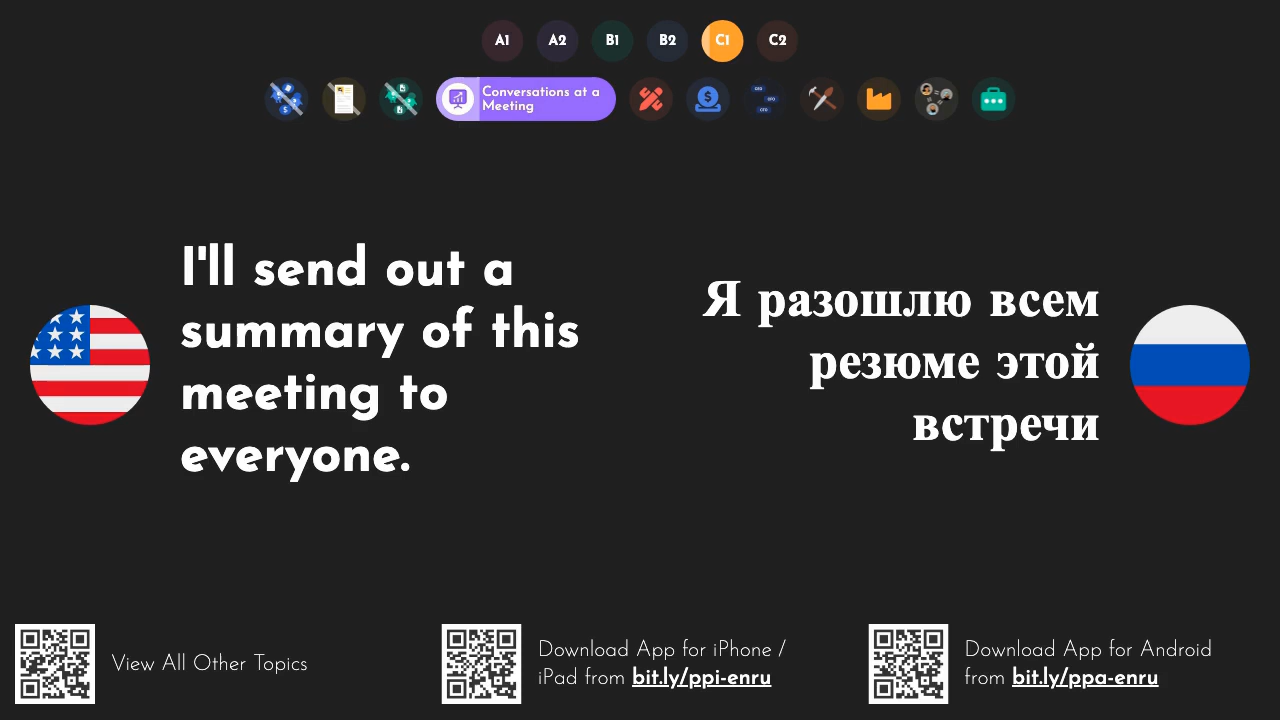 A1 A2 B1 B2 C1 C2
Conversations at a
Meeting
I'll send out a
summary of this
meeting to
everyone.
Я разошлю всем
резюме этой
встречи
View All Other Topics
Download App for iPhone /
iPad from bit.ly/ppi-enru
Download App for Android
from bit.ly/ppa-enru